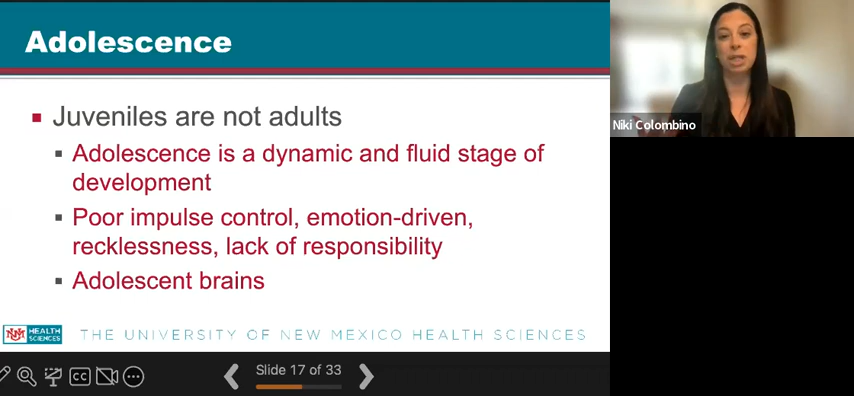 Adolescence
Juveniles are not adults
Adolescence is a dynamic and fluid stage of
development
Poor impulse control, emotion-driven,
recklessness, lack of responsibility
Adolescent brains
UNM HEALTH
SCIENCES
THE UNIVERSITY OF NEW MEXICO HEALTH SCIENCES
CC
Slide 17 of 33
Niki Colombino